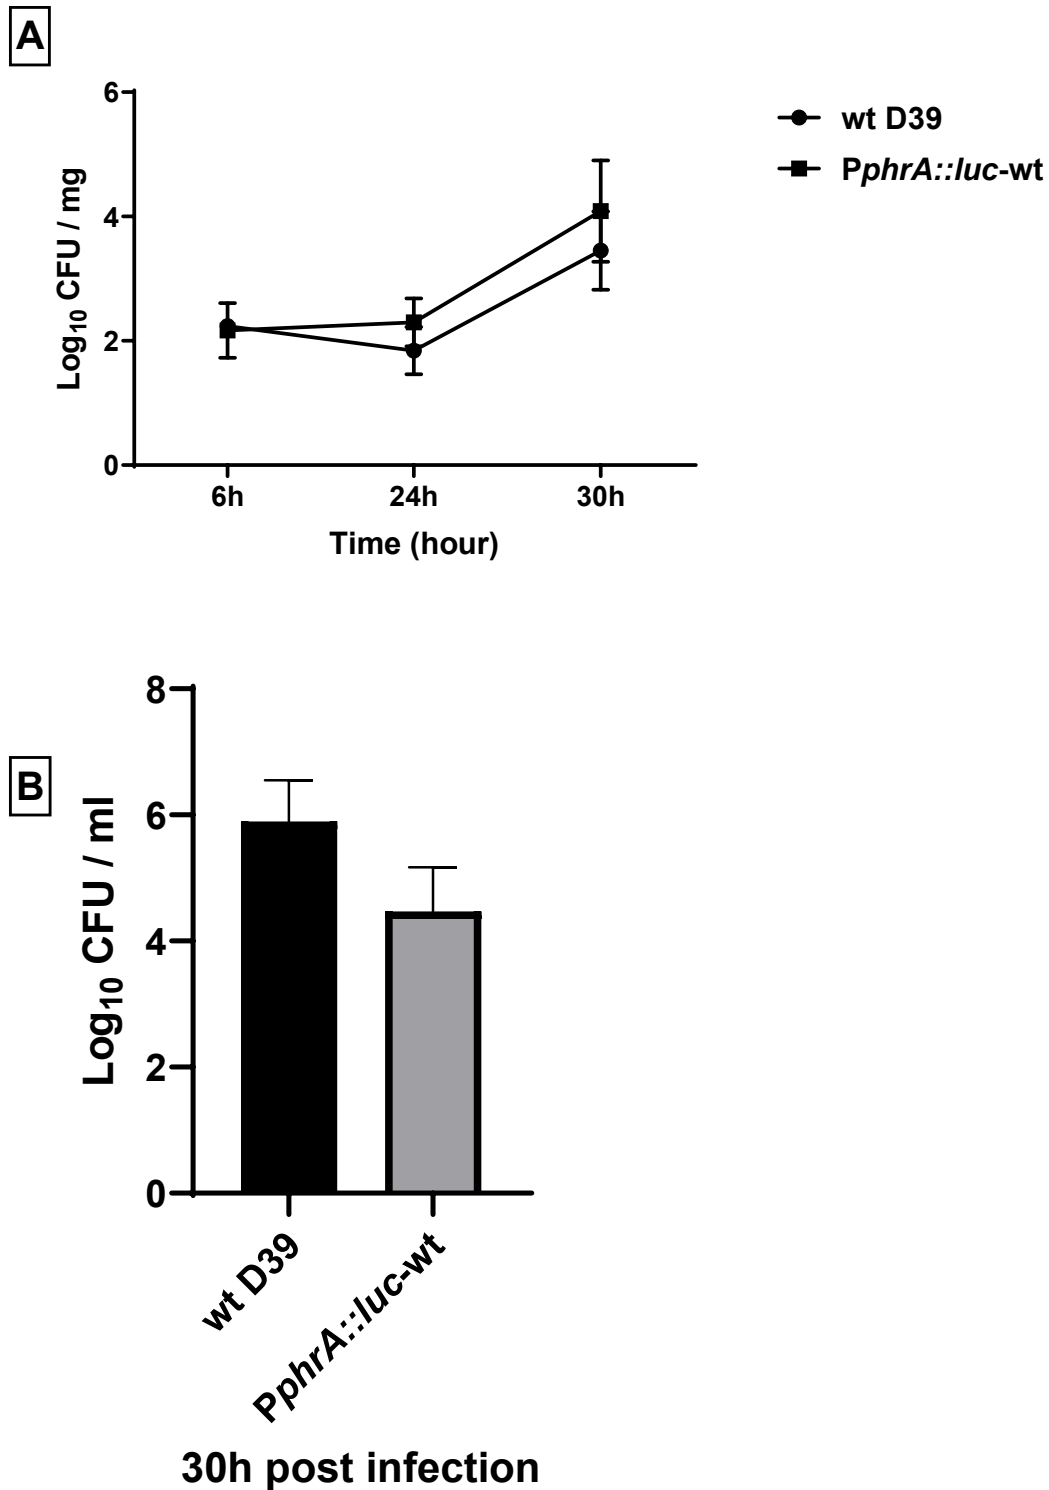 A
6
4
2
0
Log10 CFU / mg
6h 24h 30h
Time (hour)
wt D39
PphrA::luc-wt
B
8
6
4
2
0
Log10 CFU / ml
wt D39
PphrA::luc-wt
30h post infection